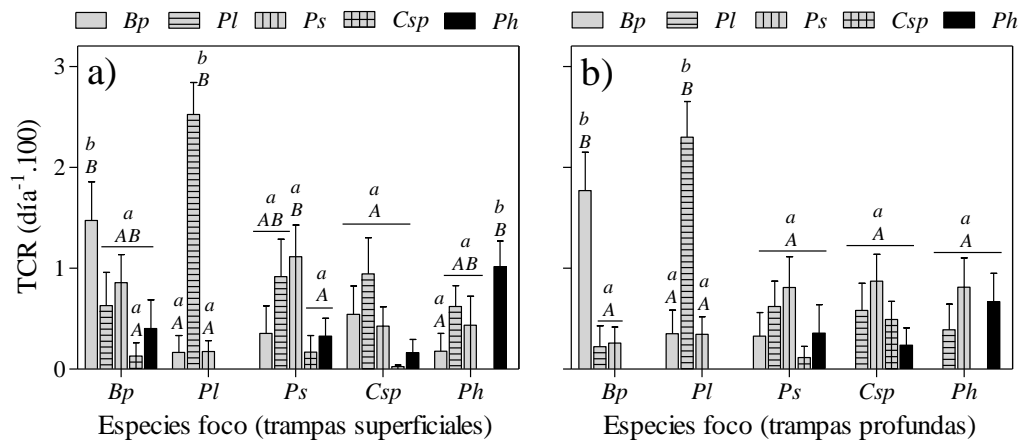 Bp Pl Ps Csp Ph
Bp Pl Ps Csp Ph
a)
TCR (día⁻¹.100)
3
2
1
0
b
B
a
AB
a
A
a
A
b
B
a
A
a
AB
a
B
a
A
a
A
a
A
a
AB
b
B
Bp Pl Ps Csp Ph
Especies foco (trampas superficiales)
b)
b
B
a
A
a
A
b
B
a
A
a
A
a
A
a
A
Bp Pl Ps Csp Ph
Especies foco (trampas profundas)